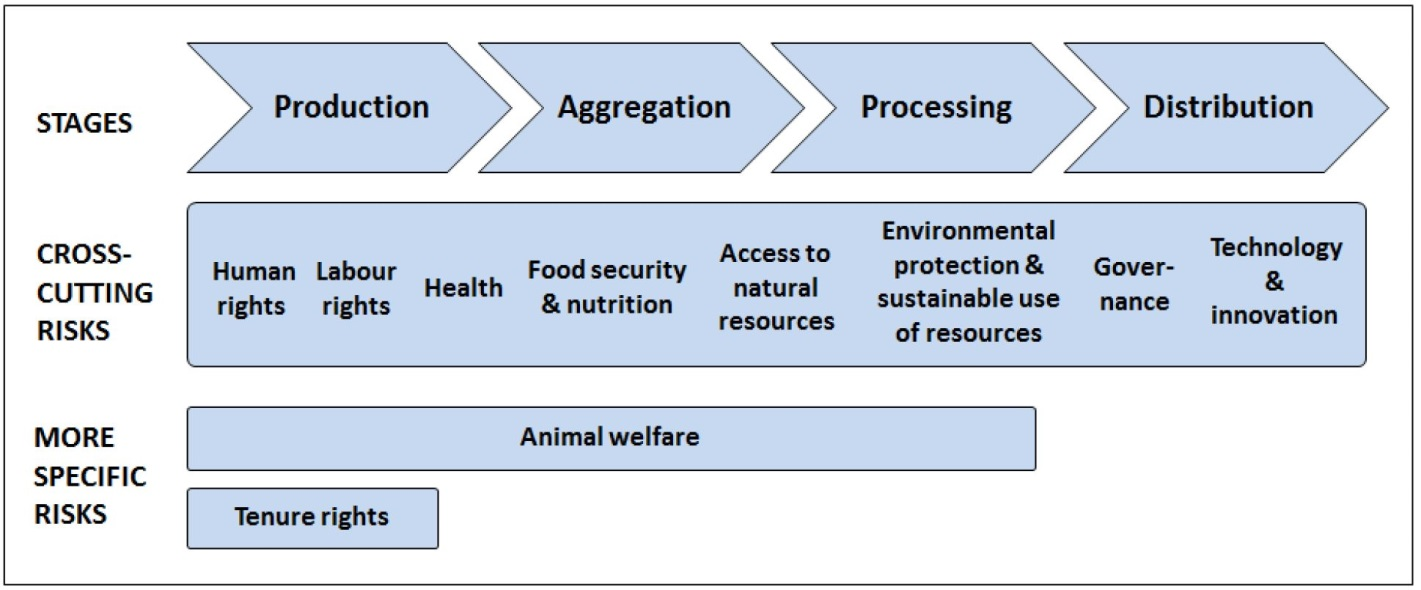 STAGES
Production
Aggregation
Processing
Distribution
CROSS-
CUTTING
RISKS
Human
rights
Labour
rights
Health
Food security
& nutrition
Access to
natural
resources
Environmental
protection &
sustainable use
of resources
Gover-
nance
Technology
&
innovation
MORE
SPECIFIC
RISKS
Animal welfare
Tenure rights